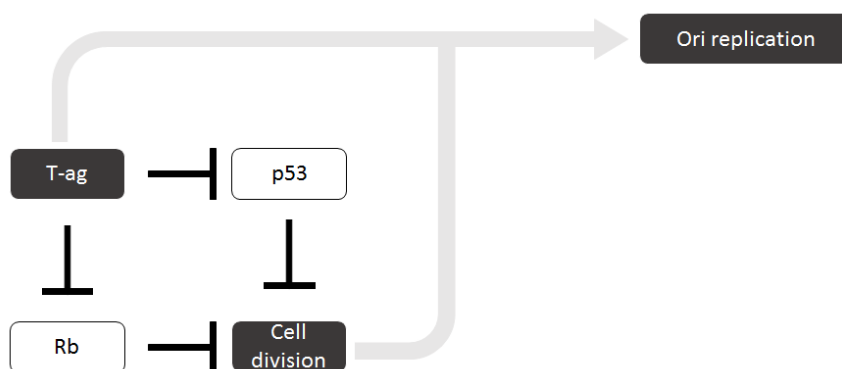 Ori replication
T-ag
p53
Rb
Cell
division